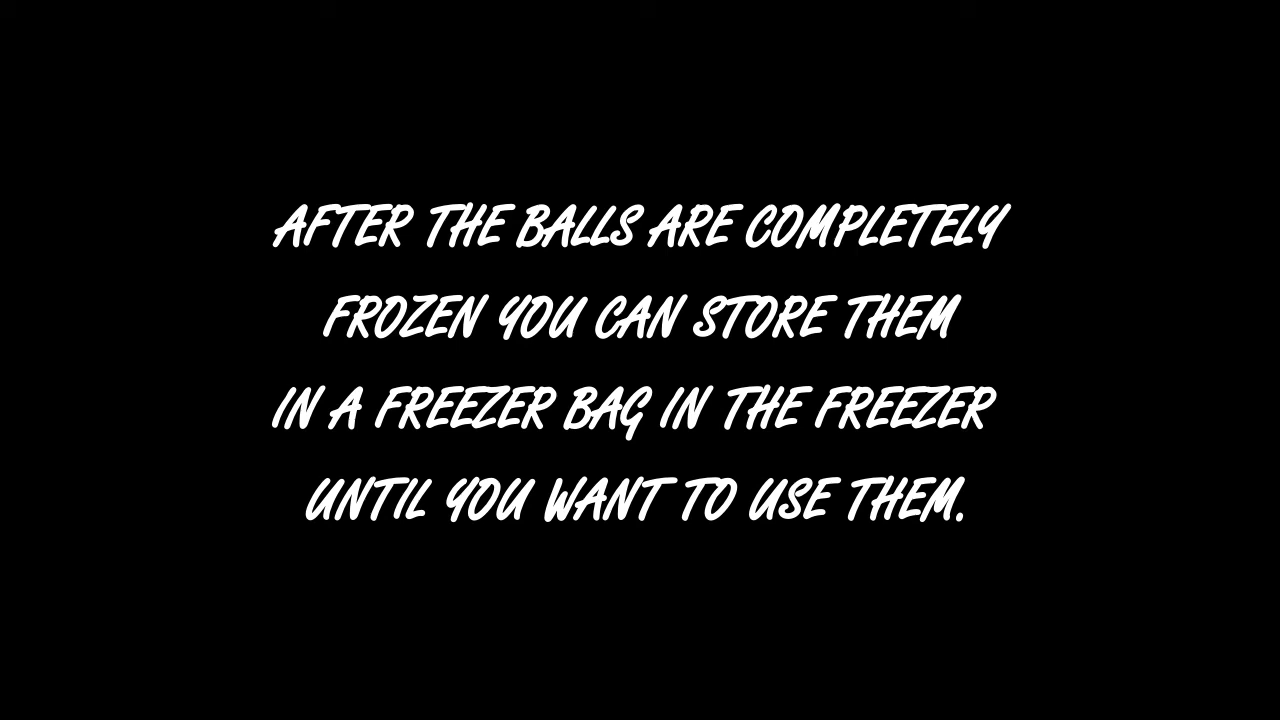 AFTER THE BALLS ARE COMPLETELY
FROZEN YOU CAN STORE THEM
IN A FREEZER BAG IN THE FREEZER
UNTIL YOU WANT TO USE THEM.